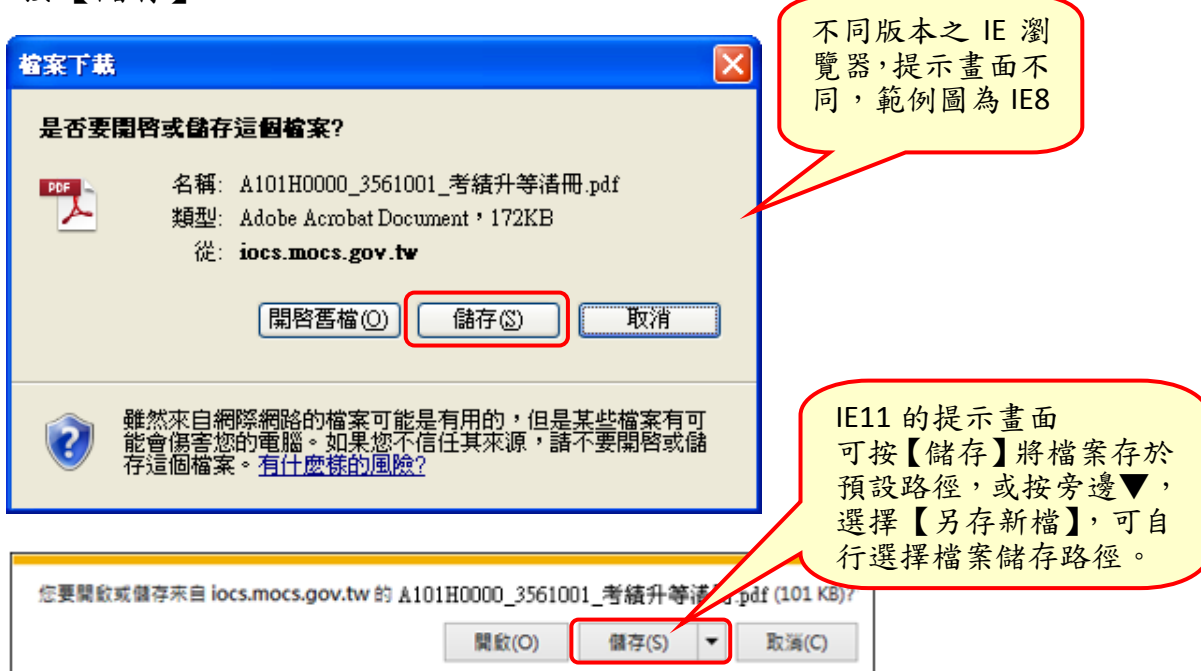 按【儲存】
不同版本之 IE 瀏
覽器，提示畫面不
同，範例圖為 IE8
檔案下載
是否要開啟或儲存這個檔案?
PDF
名稱: A101H0000_3561001_考績升等清冊.pdf
類型: Adobe Acrobat Document，172KB
從: iocs.mocs.gov.tw
開啟舊檔(O)
儲存(S)
取消
雖然來自網際網路的檔案可能是有用的，但是某些檔案有可
能會傷害您的電腦。如果您不信任其來源，請不要開啟或儲
存這個檔案。有什麼樣的風險?
IE11 的提示畫面
可按【儲存】將檔案存於
預設路徑，或按旁邊▼，
選擇【另存新檔】，可自
行選擇檔案儲存路徑。
您要開啟或儲存來自 iocs.mocs.gov.tw 的 A101H0000_3561001_考績升等清 .pdf (101 KB)?
開啟(O)
儲存(S)
取消(C)